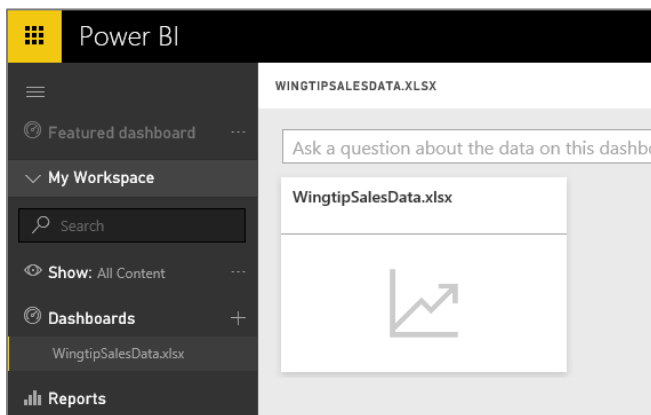 Power BI
Featured dashboard
My Workspace
Search
Show: All Content
Dashboards
WingtipSalesData.xlsx
Reports
WINGTIPSALESDATA.XLSX
Ask a question about the data on this dashbo
WingtipSalesData.xlsx